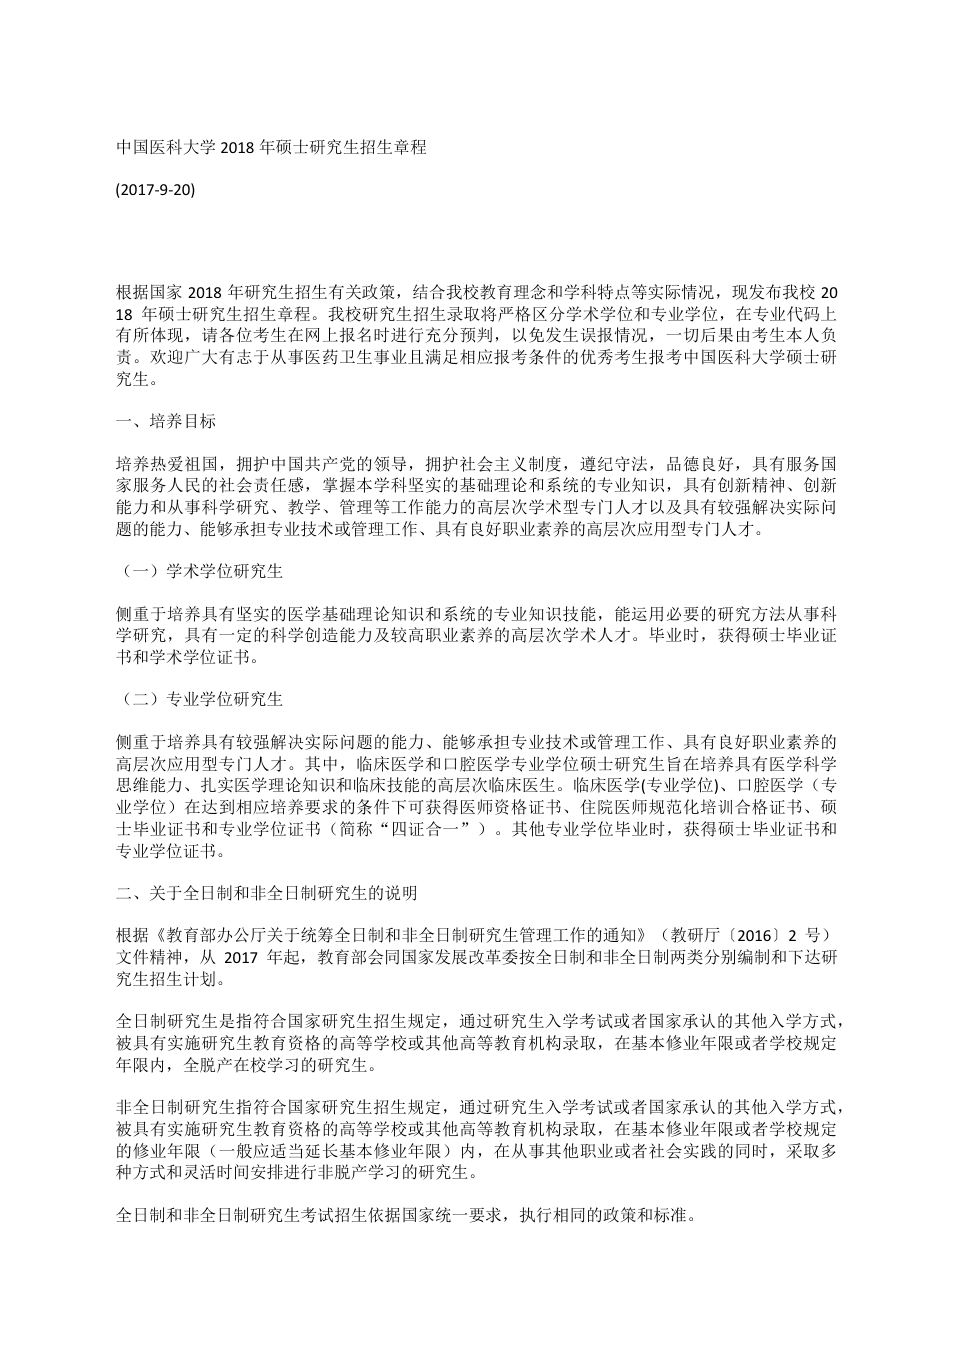 中国医科大学 2018 年硕士研究生招生章程
(2017-9-20)
根据国家 2018 年研究生招生有关政策，结合我校教育理念和学科特点等实际情况，现发布我校 20
18 年硕士研究生招生章程。我校研究生招生录取将严格区分学术学位和专业学位，在专业代码上
有所体现，请各位考生在网上报名时进行充分预判，以免发生误报情况，一切后果由考生本人负
责。欢迎广大有志于从事医药卫生事业且满足相应报考条件的优秀考生报考中国医科大学硕士研
究生。
一、培养目标
培养热爱祖国，拥护中国共产党的领导，拥护社会主义制度，遵纪守法，品德良好，具有服务国
家服务人民的社会责任感，掌握本学科坚实的基础理论和系统的专业知识，具有创新精神、创新
能力和从事科学研究、教学、管理等工作能力的高层次学术型专门人才以及具有较强解决实际问
题的能力、能够承担专业技术或管理工作、具有良好职业素养的高层次应用型专门人才。
（一）学术学位研究生
侧重于培养具有坚实的医学基础理论知识和系统的专业知识技能，能运用必要的研究方法从事科
学研究，具有一定的科学创造能力及较高职业素养的高层次学术人才。毕业时，获得硕士毕业证
书和学术学位证书。
（二）专业学位研究生
侧重于培养具有较强解决实际问题的能力、能够承担专业技术或管理工作、具有良好职业素养的
高层次应用型专门人才。其中，临床医学和口腔医学专业学位硕士研究生旨在培养具有医学科学
思维能力、扎实医学理论知识和临床技能的高层次临床医生。临床医学(专业学位)、口腔医学（专
业学位）在达到相应培养要求的条件下可获得医师资格证书、住院医师规范化培训合格证书、硕
士毕业证书和专业学位证书（简称“四证合一”）。其他专业学位毕业时，获得硕士毕业证书和
专业学位证书。
二、关于全日制和非全日制研究生的说明
根据《教育部办公厅关于统筹全日制和非全日制研究生管理工作的通知》（教研厅〔2016〕2 号）
文件精神，从 2017 年起，教育部会同国家发展改革委按全日制和非全日制两类分别编制和下达研
究生招生计划。
全日制研究生是指符合国家研究生招生规定，通过研究生入学考试或者国家承认的其他入学方式，
被具有实施研究生教育资格的高等学校或其他高等教育机构录取，在基本修业年限或者学校规定
年限内，全脱产在校学习的研究生。
非全日制研究生指符合国家研究生招生规定，通过研究生入学考试或者国家承认的其他入学方式，
被具有实施研究生教育资格的高等学校或其他高等教育机构录取，在基本修业年限或者学校规定
的修业年限（一般应适当延长基本修业年限）内，在从事其他职业或者社会实践的同时，采取多
种方式和灵活时间安排进行非脱产学习的研究生。
全日制和非全日制研究生考试招生依据国家统一要求，执行相同的政策和标准。